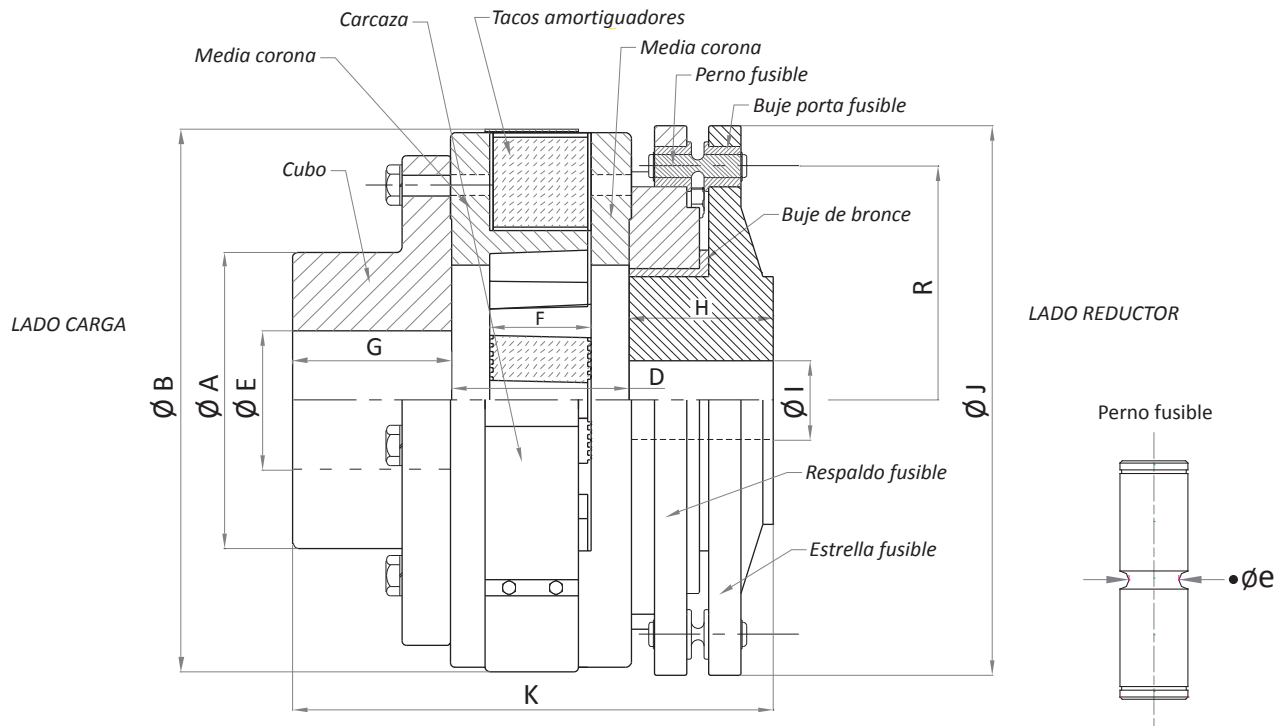 Carcaza
Tacos amortiguadores
Media corona
Media corona
Perno fusible
Buje porta fusible
Cubo
Buje de bronce
LADO CARGA
LADO REDUCTOR
Ø B
Ø A
Ø E
G
F
D
H
Ø I
R
Ø J
Perno fusible
Respaldo fusible
Estrella fusible
•øe
K